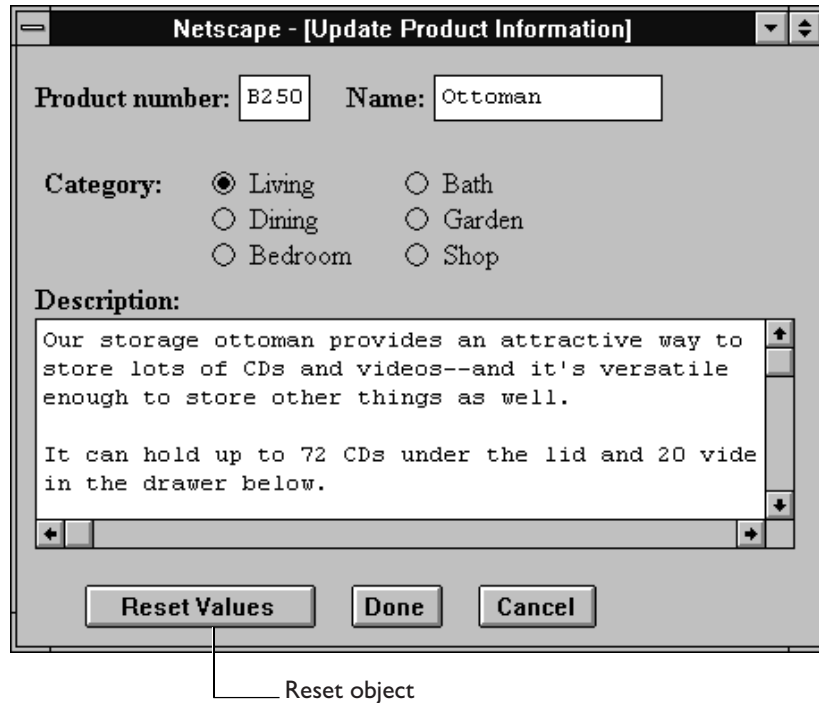 Netscape - [Update Product Information]
Product number: B250 Name: Ottoman
Category: Living Bath
Dining Garden
Bedroom Shop
Description:
Our storage ottoman provides an attractive way to
store lots of CDs and videos--and it's versatile
enough to store other things as well.
It can hold up to 72 CDs under the lid and 20 vide
in the drawer below.
Reset Values Done Cancel
Reset object